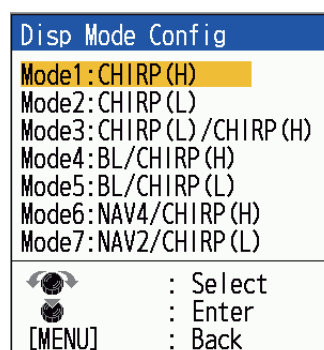 Disp Mode Config
Mode1:CHIRP(H)
Mode2:CHIRP(L)
Mode3:CHIRP(L)/CHIRP(H)
Mode4:BL/CHIRP(H)
Mode5:BL/CHIRP(L)
Mode6:NAV4/CHIRP(H)
Mode7:NAV2/CHIRP(L)
: Select
: Enter
[MENU] : Back